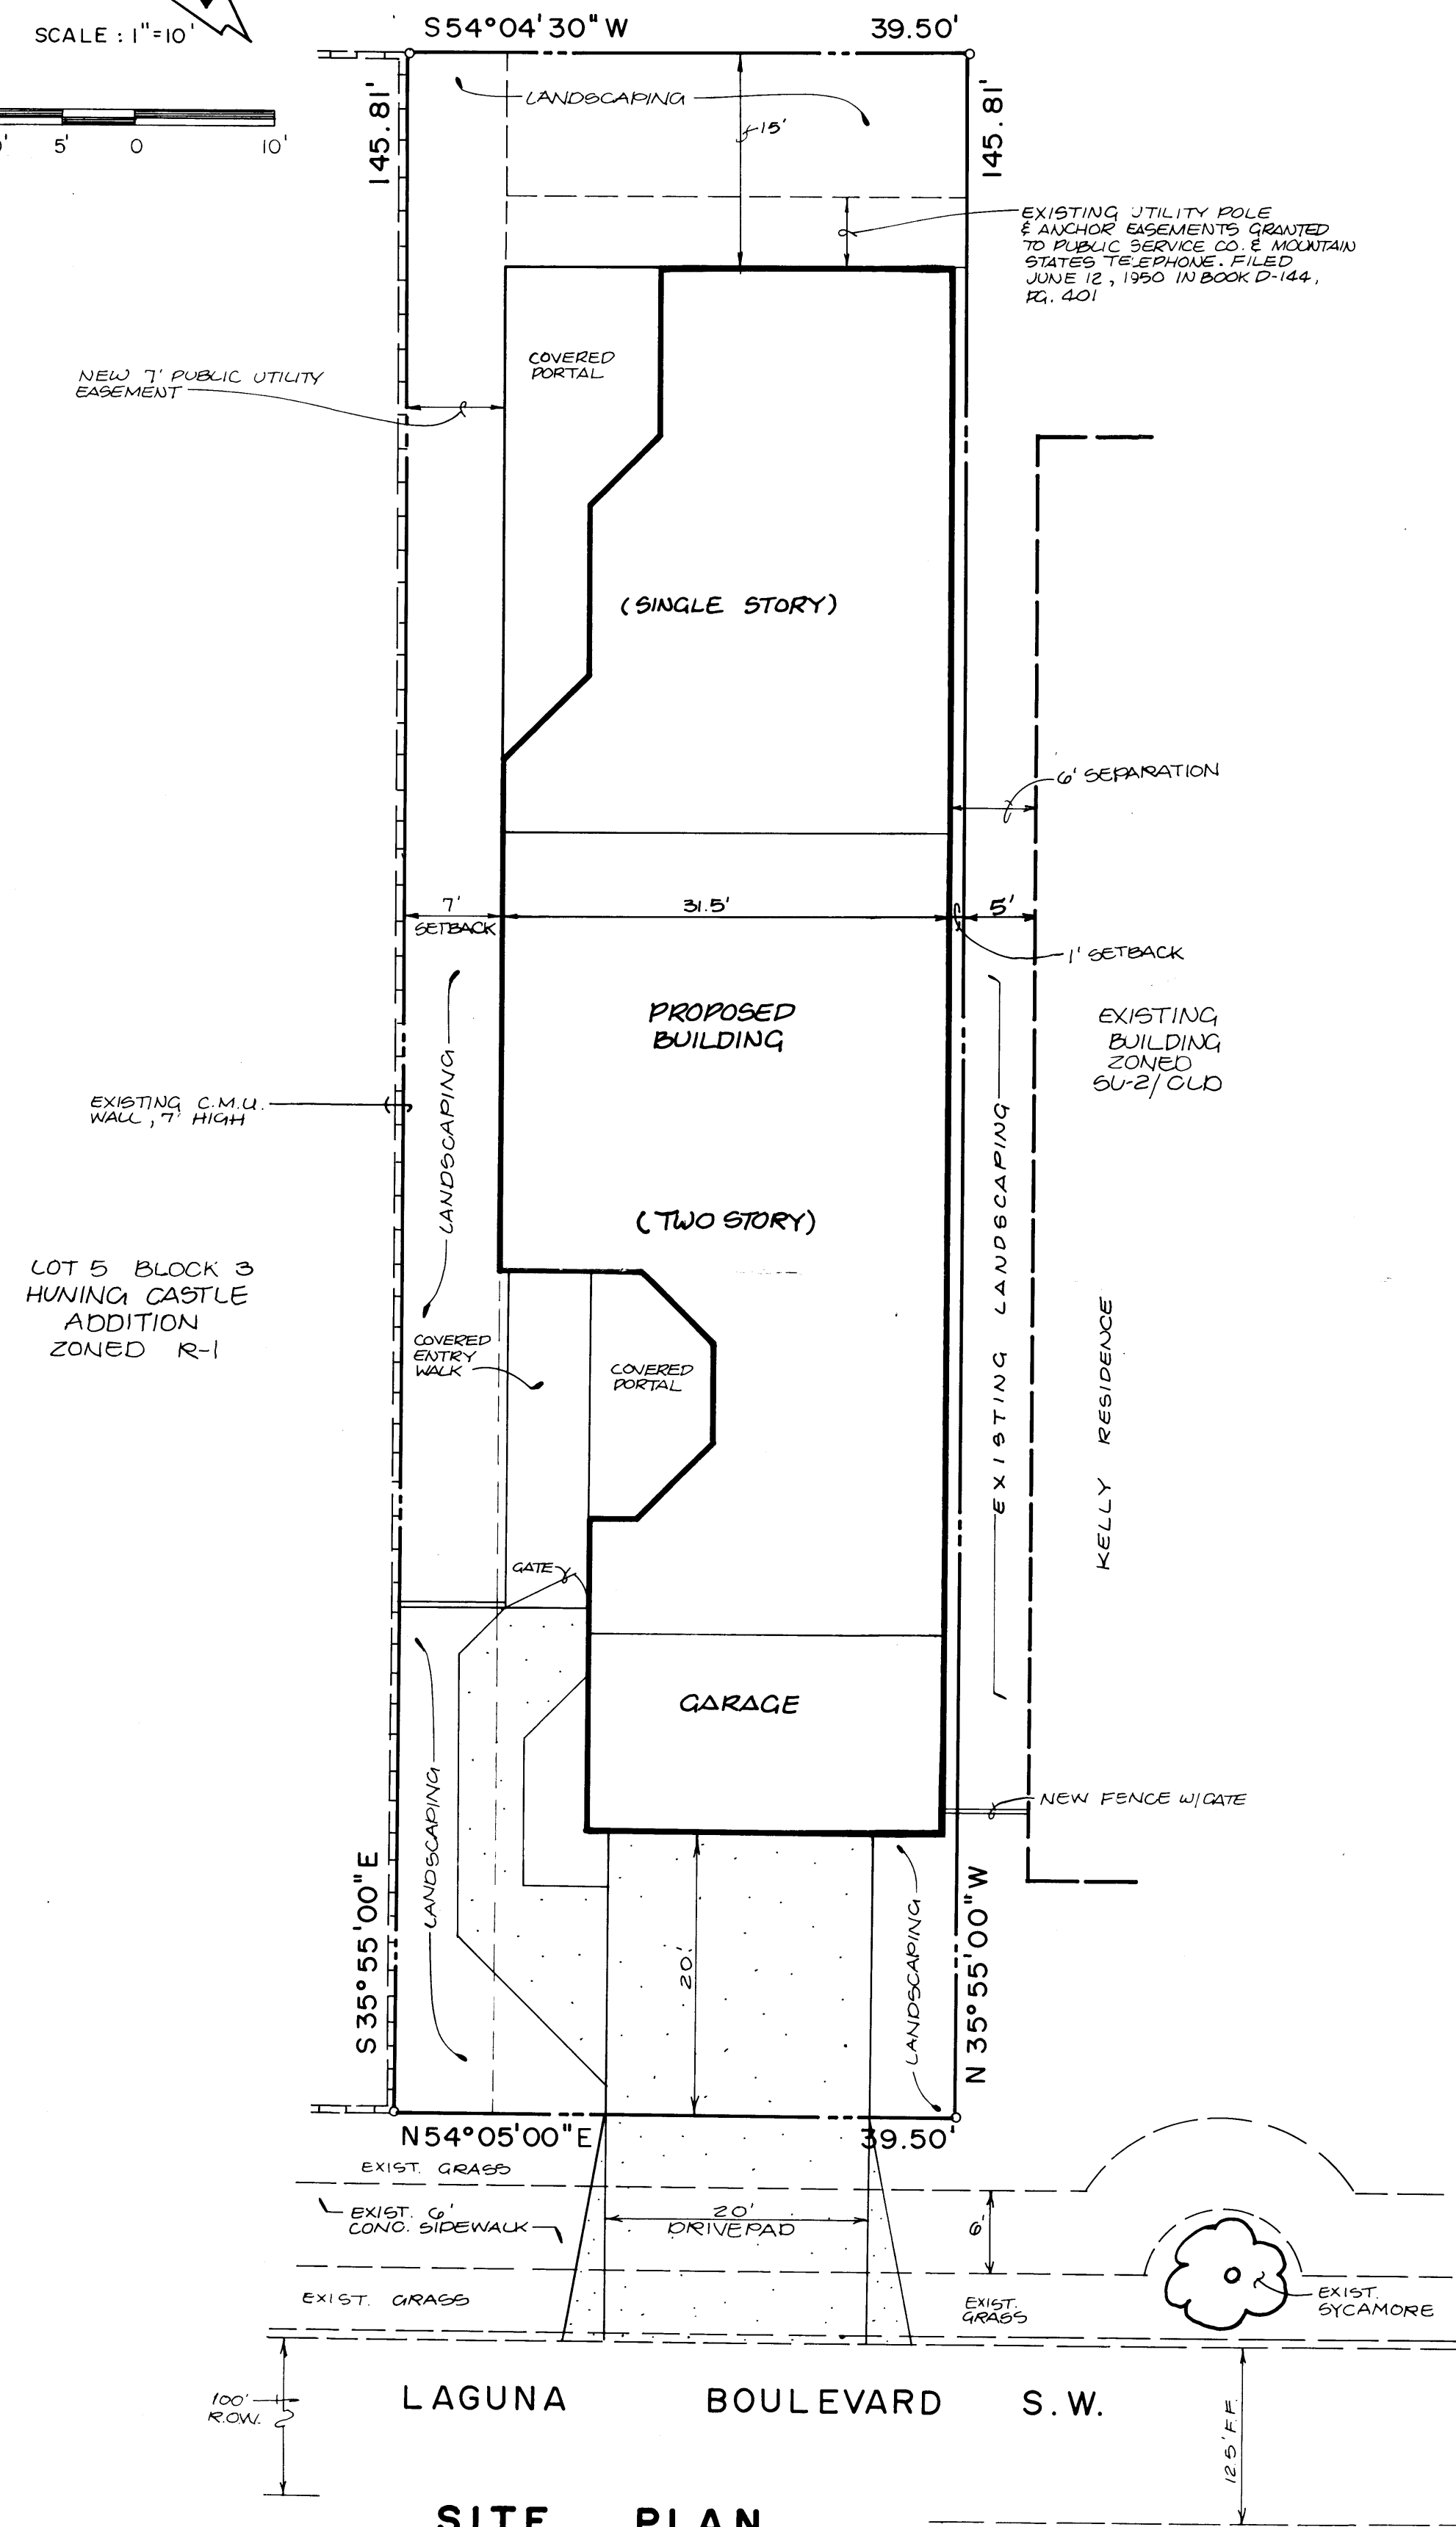 SCALE : 1"=10'
5' 0 10'
S54°04'30"W 39.50'
145.81'
145.81'
LANDSCAPING
15'
EXISTING UTILITY POLE
& ANCHOR EASEMENTS GRANTED
TO PUBLIC SERVICE CO. & MOUNTAIN
STATES TELEPHONE. FILED
JUNE 12, 1950 IN BOOK D-144,
PG. 401
COVERED
PORTAL
NEW 7' PUBLIC UTILITY
EASEMENT
(SINGLE STORY)
6' SEPARATION
7'
SETBACK
31.5'
5'
1' SETBACK
LANDSCAPING
PROPOSED
BUILDING
EXISTING
BUILDING
ZONED
SU-2/CLD
EXISTING C.M.U.
WALL, 7' HIGH
EXISTING LANDSCAPING
(TWO STORY)
LOT 5 BLOCK 3
HUNING CASTLE
ADDITION
ZONED R-1
KELLY RESIDENCE
COVERED
ENTRY
WALK
COVERED
PORTAL
GATE
GARAGE
LANDSCAPING
NEW FENCE W/GATE
S 35°55'00"E
20'
LANDSCAPING
N 35°55'00"W
N54°05'00"E 39.50'
EXIST. GRASS
EXIST. 6'
CONC. SIDEWALK
20'
DRIVEPAD
6'
EXIST. GRASS
EXIST.
GRASS
EXIST.
SYCAMORE
100'
R.O.W.
LAGUNA BOULEVARD S.W.
12.5' F.F.
SITE PLAN